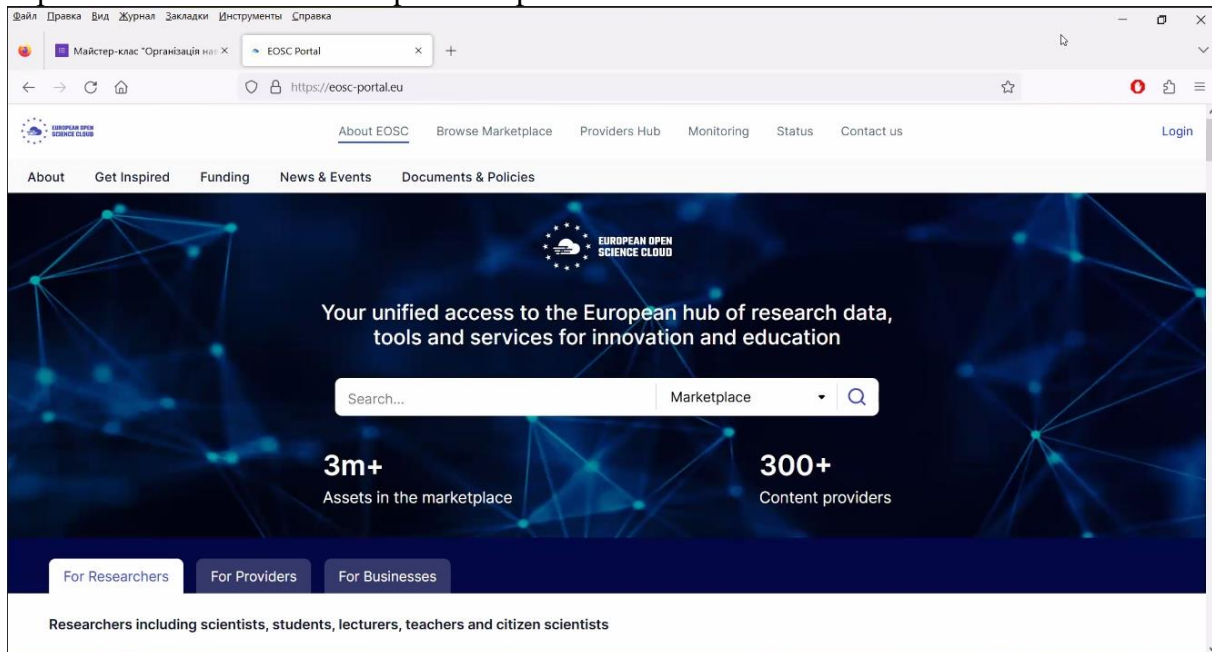 Файл Правка Вид Журнал Закладки Инструменты Справка
Майстер-клас "Організація на
EOSC Portal
https://eosc-portal.eu
EUROPEAN OPEN
SCIENCE CLOUD
About EOSC Browse Marketplace Providers Hub Monitoring Status Contact us
Login
About Get Inspired Funding News & Events Documents & Policies
EUROPEAN OPEN
SCIENCE CLOUD
Your unified access to the European hub of research data,
tools and services for innovation and education
Search... Marketplace
3m+ 300+
Assets in the marketplace Content providers
For Researchers For Providers For Businesses
Researchers including scientists, students, lecturers, teachers and citizen scientists